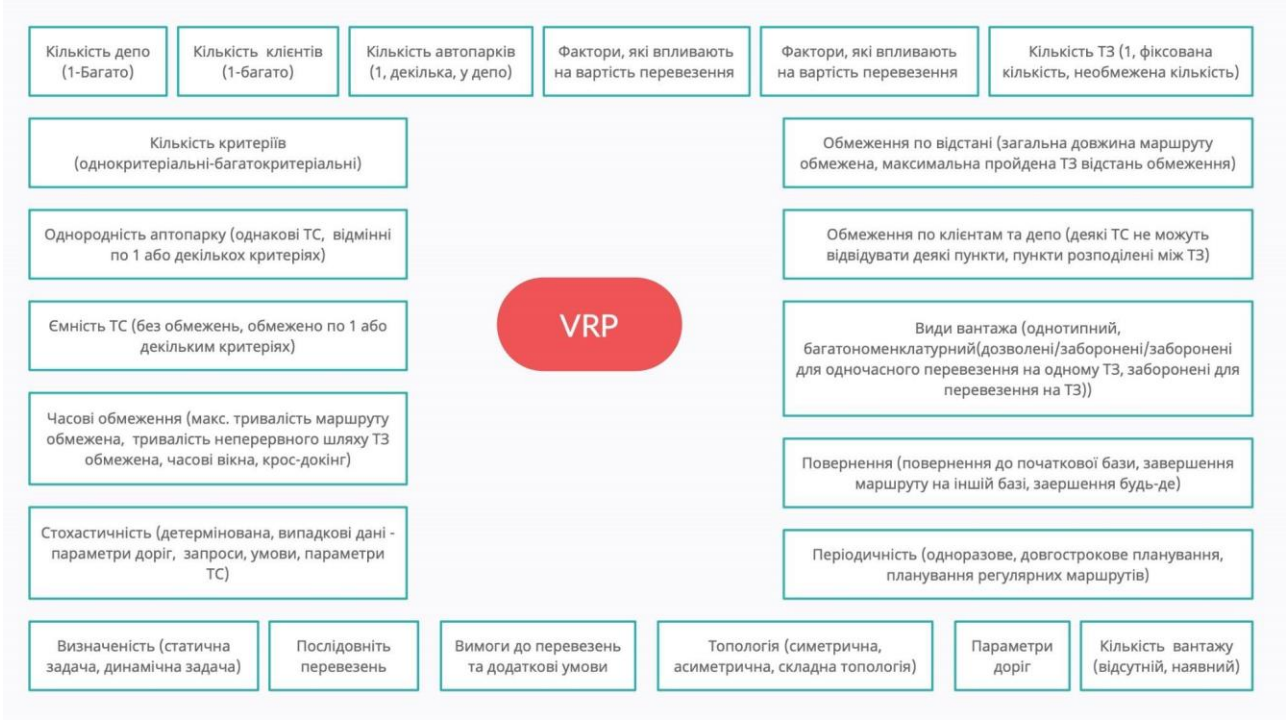 Кількість депо
(1-Багато)
Кількість клієнтів
(1-багато)
Кількість автопарків
(1, декілька, у депо)
Фактори, які впливають
на вартість перевезення
Фактори, які впливають
на вартість перевезення
Кількість ТЗ (1, фіксована
кількість, необмежена кількість)
Кількість критеріїв
(однокритеріальні-багатокритеріальні)
Обмеження по відстані (загальна довжина маршруту
обмежена, максимальна пройдена ТЗ відстань обмеження)
Однородність аптопарку (однакові ТС, відмінні
по 1 або декількох критеріях)
Обмеження по клієнтам та депо (деякі ТС не можуть
відвідувати деякі пункти, пункти розподілені між ТЗ)
VRP
Ємність ТС (без обмежень, обмежено по 1 або
декільким критеріях)
Види вантажа (однотипний,
багатономенклатурний(дозволені/заборонені/заборонені
для одночасного перевезення на одному ТЗ, заборонені для
перевезення на ТЗ))
Часові обмеження (макс. тривалість маршруту
обмежена, тривалість неперервного шляху ТЗ
обмежена, часові вікна, крос-докінг)
Повернення (повернення до початкової бази, завершення
маршруту на іншій базі, заершення будь-де)
Стохастичність (детермінована, випадкові дані -
параметри доріг, запроси, умови, параметри
ТС)
Періодичність (одноразове, довгострокове планування,
планування регулярних маршрутів)
Визначеність (статична
задача, динамічна задача)
Послідовніть
перевезень
Вимоги до перевезень
та додаткові умови
Топологія (симетрична,
асиметрична, складна топологія)
Параметри
доріг
Кількість вантажу
(відсутній, наявний)